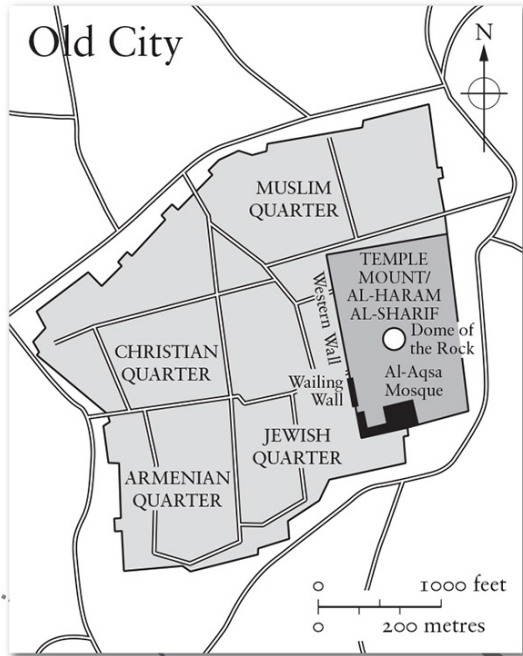 Old City
N
MUSLIM
QUARTER
TEMPLE
MOUNT/
AL-HARAM
AL-SHARIF
Western Wall
Dome of
the Rock
CHRISTIAN
QUARTER
Al-Aqsa
Mosque
Wailing
Wall
JEWISH
QUARTER
ARMENIAN
QUARTER
0 1000 feet
0 200 metres